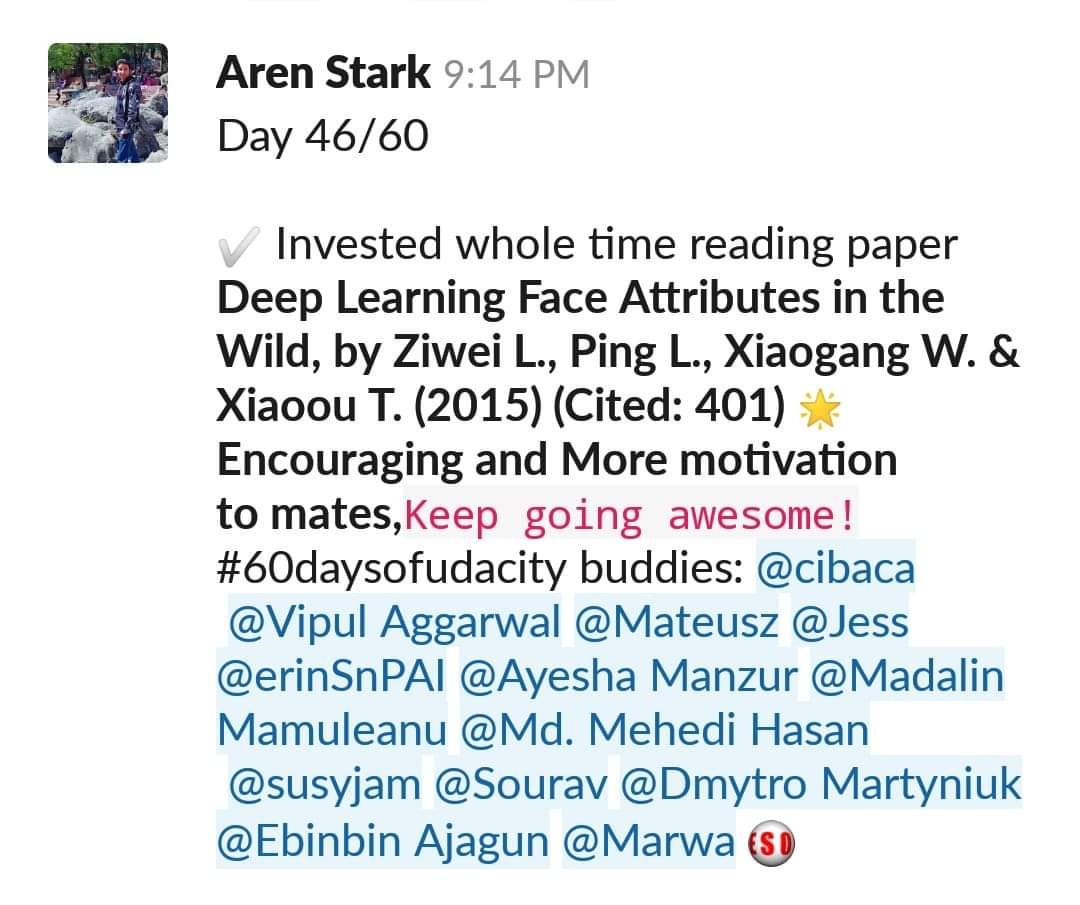 Aren Stark 9:14 PM
Day 46/60
✔ Invested whole time reading paper
Deep Learning Face Attributes in the
Wild, by Ziwei L., Ping L., Xiaogang W. &
Xiaoou T. (2015) (Cited: 401) 🌟
Encouraging and More motivation
to mates,Keep going awesome!
#60daysofudacity buddies: @cibaca
@Vipul Aggarwal @Mateusz @Jess
@erinSnPAI @Ayesha Manzur @Madalin
Mamuleanu @Md. Mehedi Hasan
@susyjam @Sourav @Dmytro Martyniuk
@Ebinbin Ajagun @Marwa